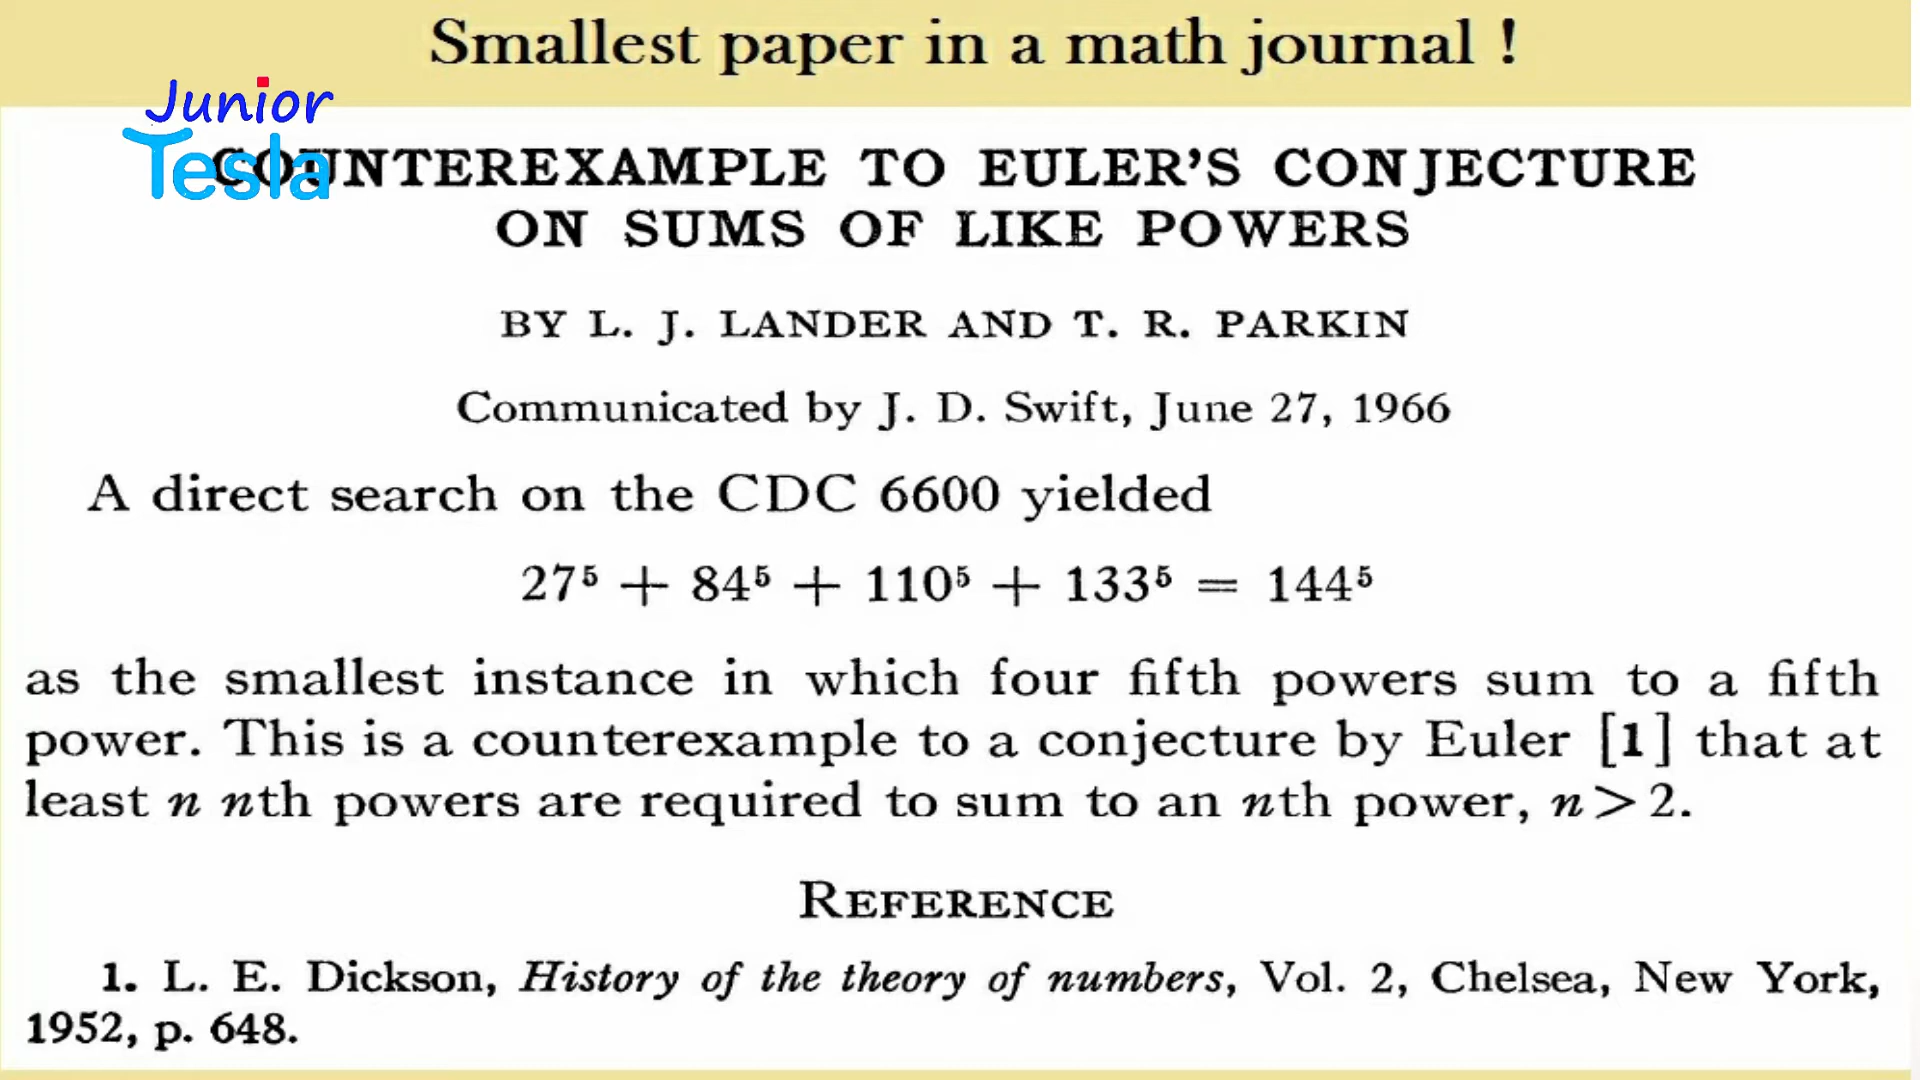 Smallest paper in a math journal !
Junior
Tesla
COUNTEREXAMPLE TO EULER'S CONJECTURE
ON SUMS OF LIKE POWERS
BY L. J. LANDER AND T. R. PARKIN
Communicated by J. D. Swift, June 27, 1966
A direct search on the CDC 6600 yielded
27⁵ + 84⁵ + 110⁵ + 133⁵ = 144⁵
as the smallest instance in which four fifth powers sum to a fifth
power. This is a counterexample to a conjecture by Euler [1] that at
least n nth powers are required to sum to an nth power, n > 2.
REFERENCE
1. L. E. Dickson, History of the theory of numbers, Vol. 2, Chelsea, New York,
1952, p. 648.